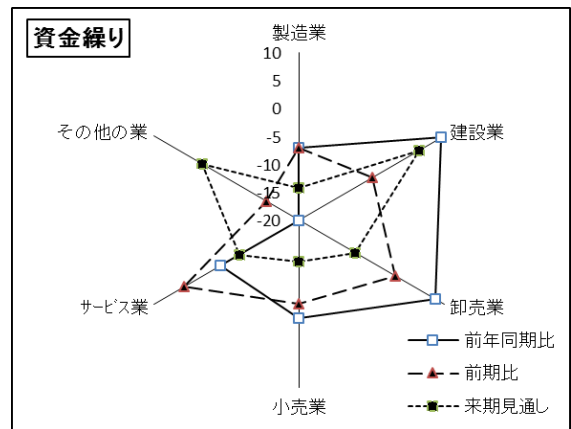 資金繰り
製造業
10
5
0
-5
-10
-15
-20
建設業
卸売業
小売業
サービス業
その他の業
前年同期比
前期比
来期見通し